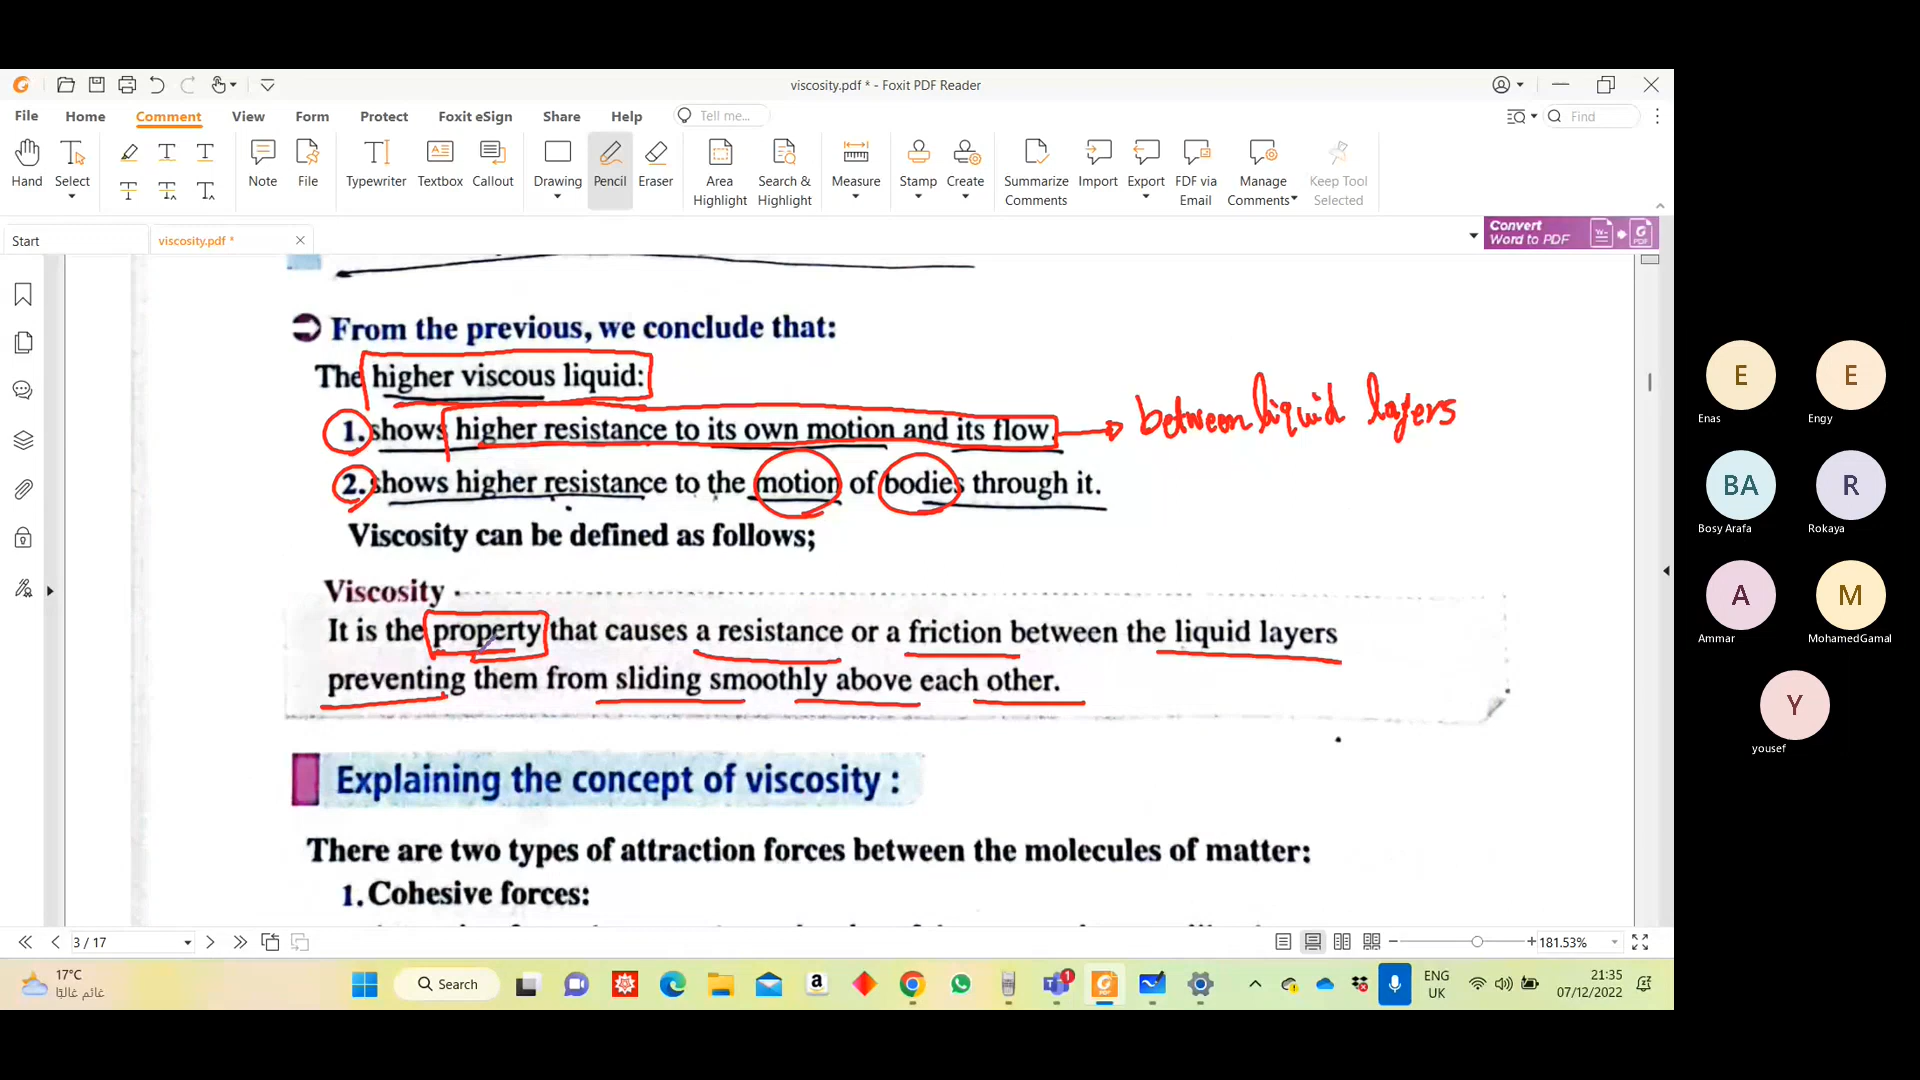 viscosity.pdf * - Foxit PDF Reader
File Home Comment View Form Protect Foxit eSign Share Help Tell me... Find
Hand Select Note File Typewriter Textbox Callout Drawing Pencil Eraser Area Highlight Search & Highlight Measure Stamp Create Summarize Comments Import Export FDF via Email Manage Comments Keep Tool Selected
Start viscosity.pdf * Convert Word to PDF
From the previous, we conclude that:
The higher viscous liquid:
1. shows higher resistance to its own motion and its flow. between liquid layers
2. shows higher resistance to the motion of bodies through it.
Viscosity can be defined as follows;
Viscosity
It is the property that causes a resistance or a friction between the liquid layers
preventing them from sliding smoothly above each other.
Explaining the concept of viscosity :
There are two types of attraction forces between the molecules of matter:
1. Cohesive forces:
3 / 17 181.53%
17°C
غائم غالبًا
Search
1
ENG
UK
21:35
07/12/2022
E E
Enas Engy
BA R
Bosy Arafa Rokaya
A M
Ammar MohamedGamal
Y
yousef